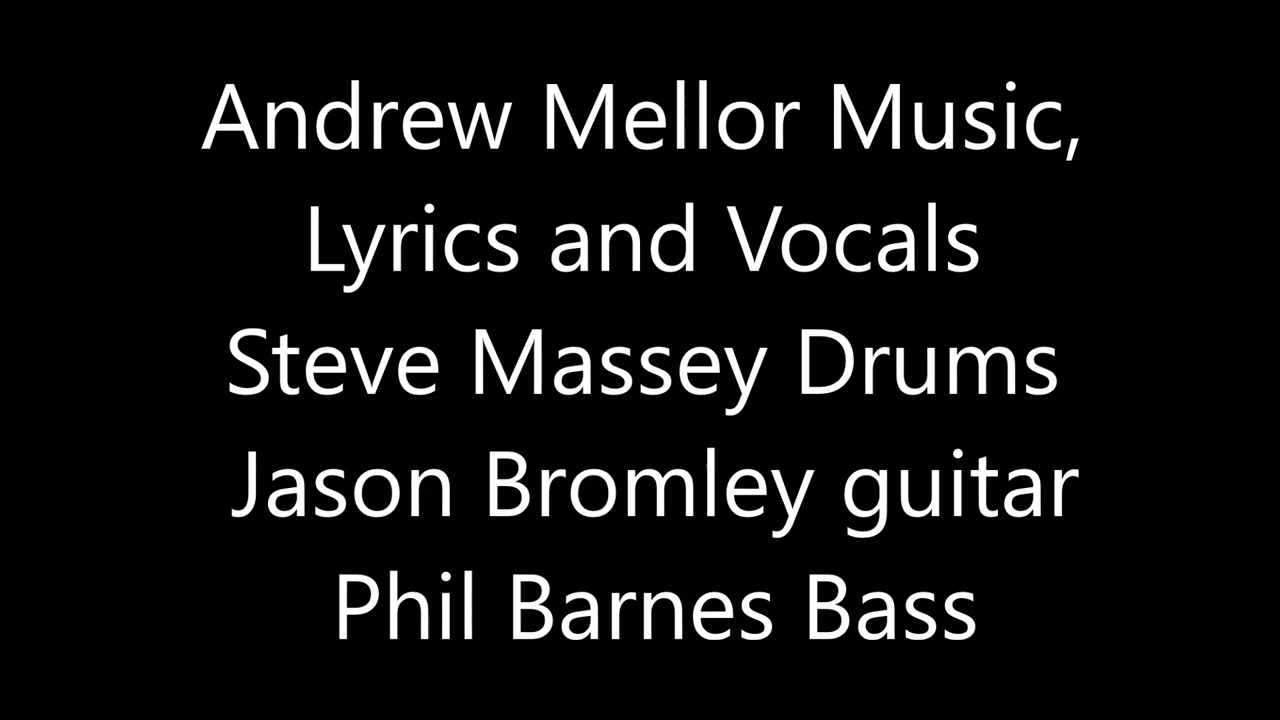 Andrew Mellor Music,
Lyrics and Vocals
Steve Massey Drums
Jason Bromley guitar
Phil Barnes Bass